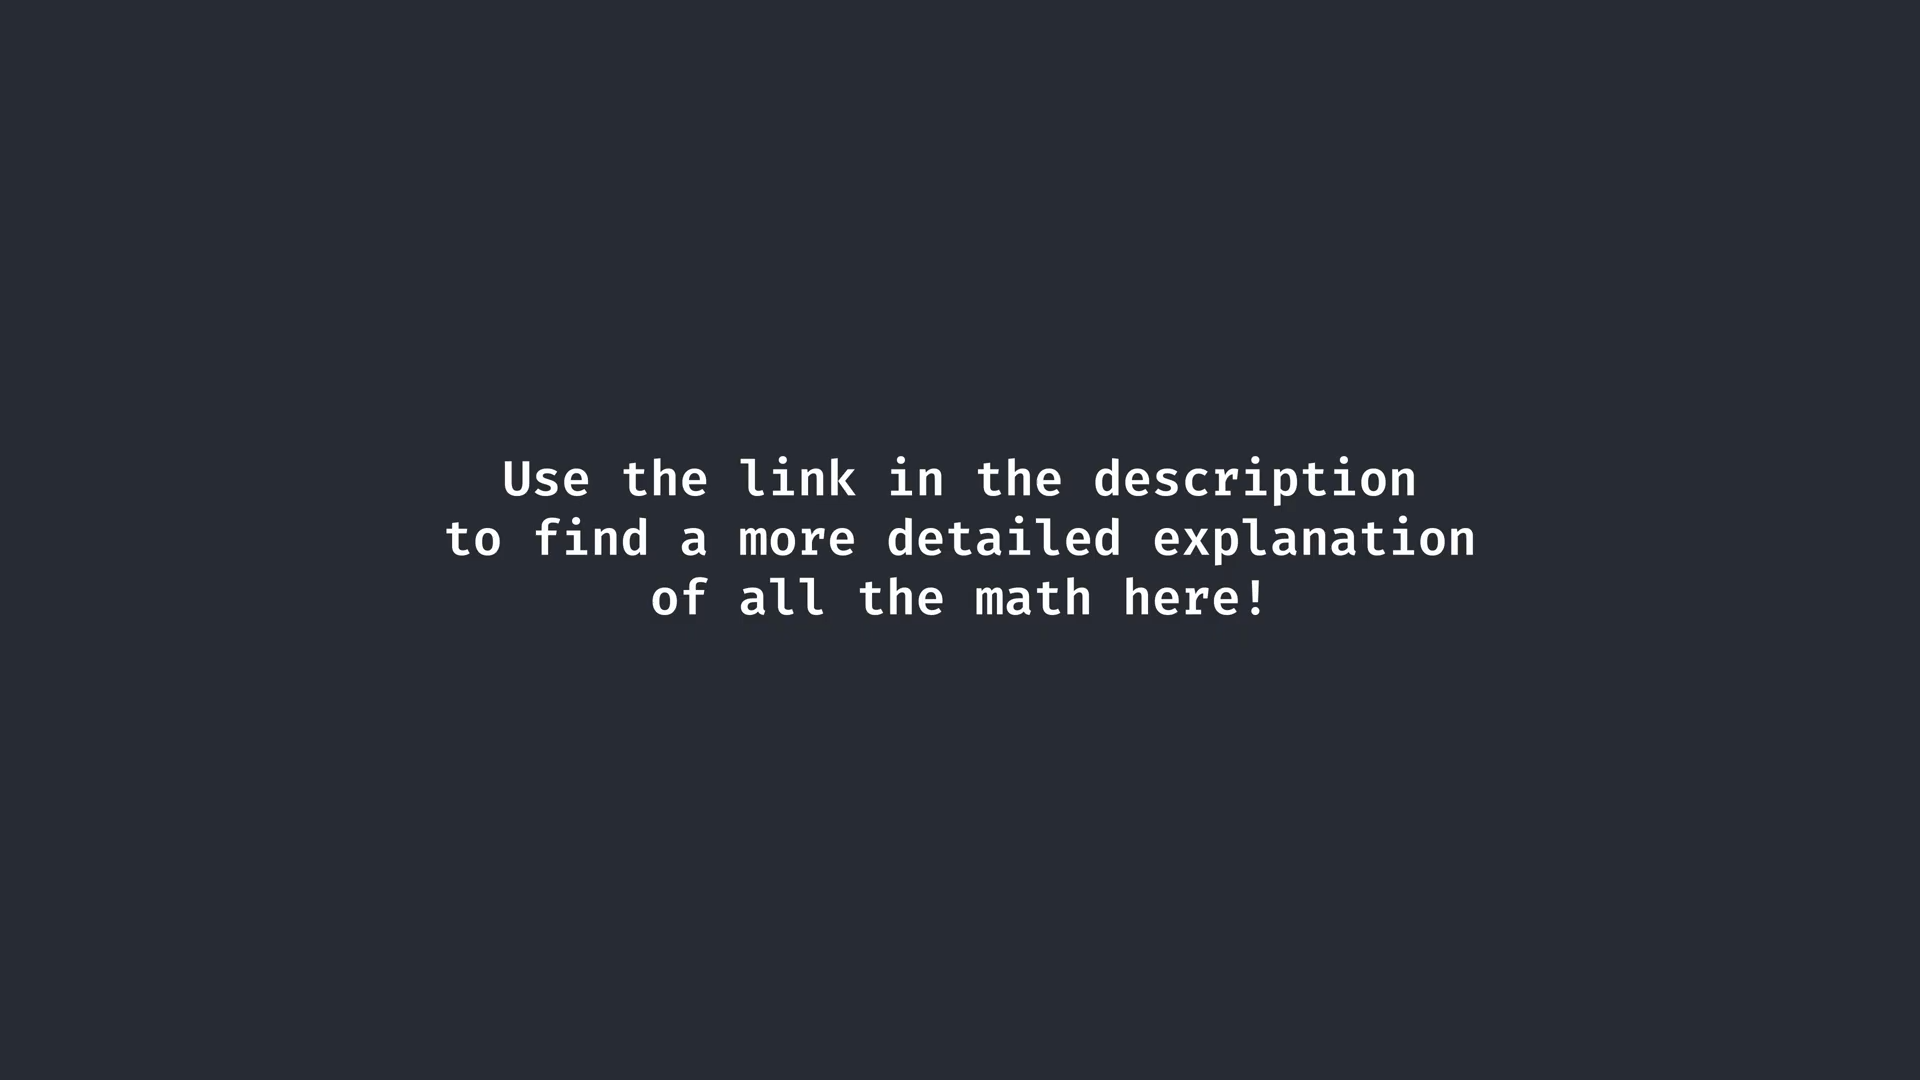 Use the link in the description
to find a more detailed explanation
of all the math here!